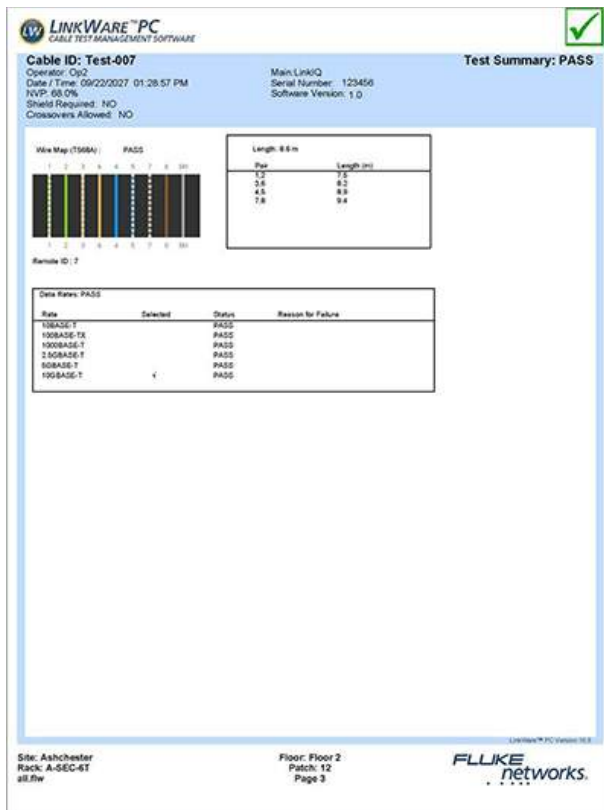 LW LINKWARE™PC
CABLE TEST MANAGEMENT SOFTWARE
Cable ID: Test-007
Test Summary: PASS
Operator: Op2
Date / Time: 09/22/2027 01:28:57 PM
NVP: 68.0%
Shield Required: NO
Crossovers Allowed: NO
Main:LinkIQ
Serial Number: 123456
Software Version: 1.0
Wire Map (T568A): PASS
Remote ID : 7
Pair Length (m)
1,2 7.5
3,6 8.2
4,5 8.9
7,8 9.4
Data Rates: PASS
Rate Selected Status Reason for Failure
10BASE-T PASS
100BASE-TX PASS
1000BASE-T PASS
2.5GBASE-T PASS
5GBASE-T PASS
10GBASE-T √ PASS
Site: Ashchester
Rack: A-SEC-6T
all.flw
Floor: Floor 2
Patch: 12
Page 3
FLUKE
networks.